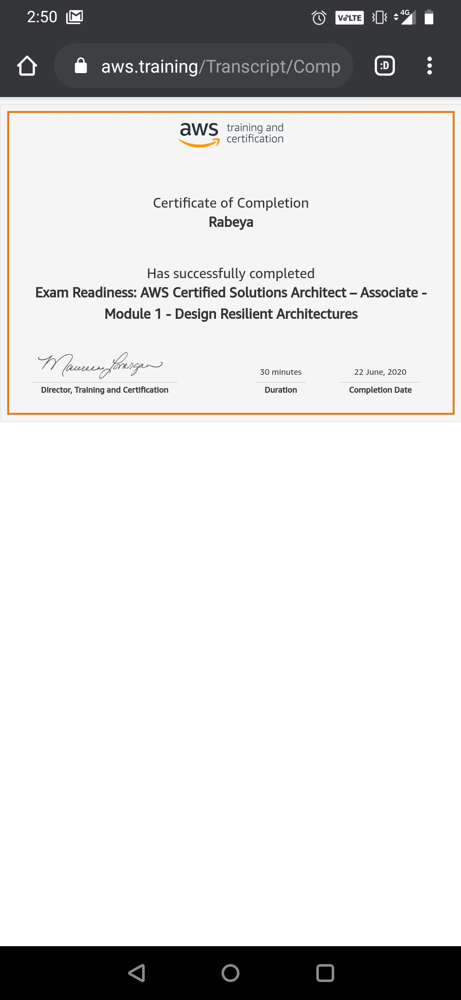 2:50
VoLTE
4G
aws.training/Transcript/Comp
:D
aws training and
certification
Certificate of Completion
Rabeya
Has successfully completed
Exam Readiness: AWS Certified Solutions Architect – Associate -
Module 1 - Design Resilient Architectures
Maureen Lonergan
30 minutes
22 June, 2020
Director, Training and Certification
Duration
Completion Date